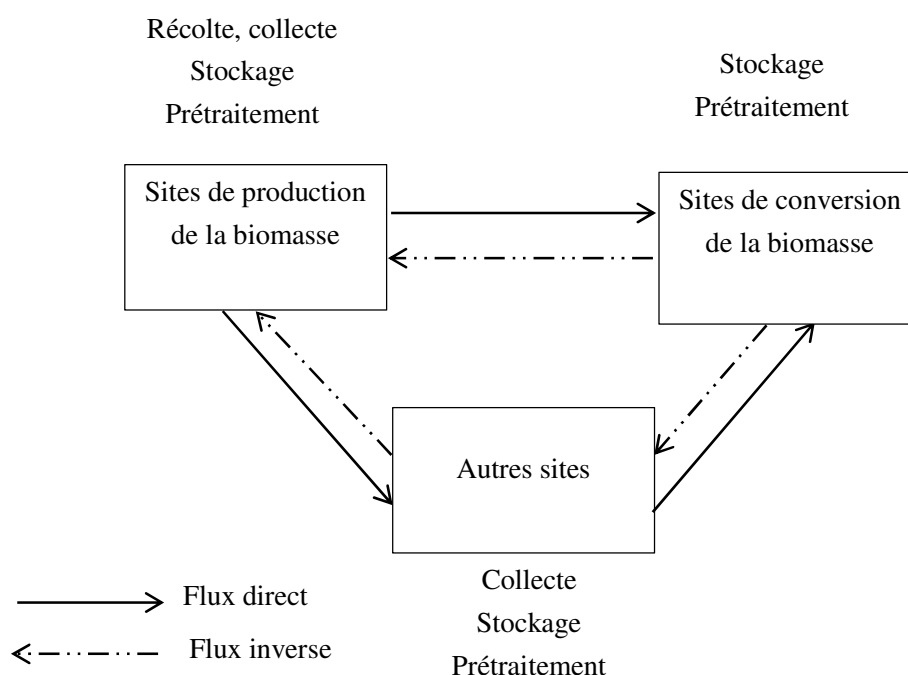 Récolte, collecte
Stockage
Prétraitement
Stockage
Prétraitement
Sites de production
de la biomasse
Sites de conversion
de la biomasse
Autres sites
Collecte
Stockage
Prétraitement
Flux direct
Flux inverse